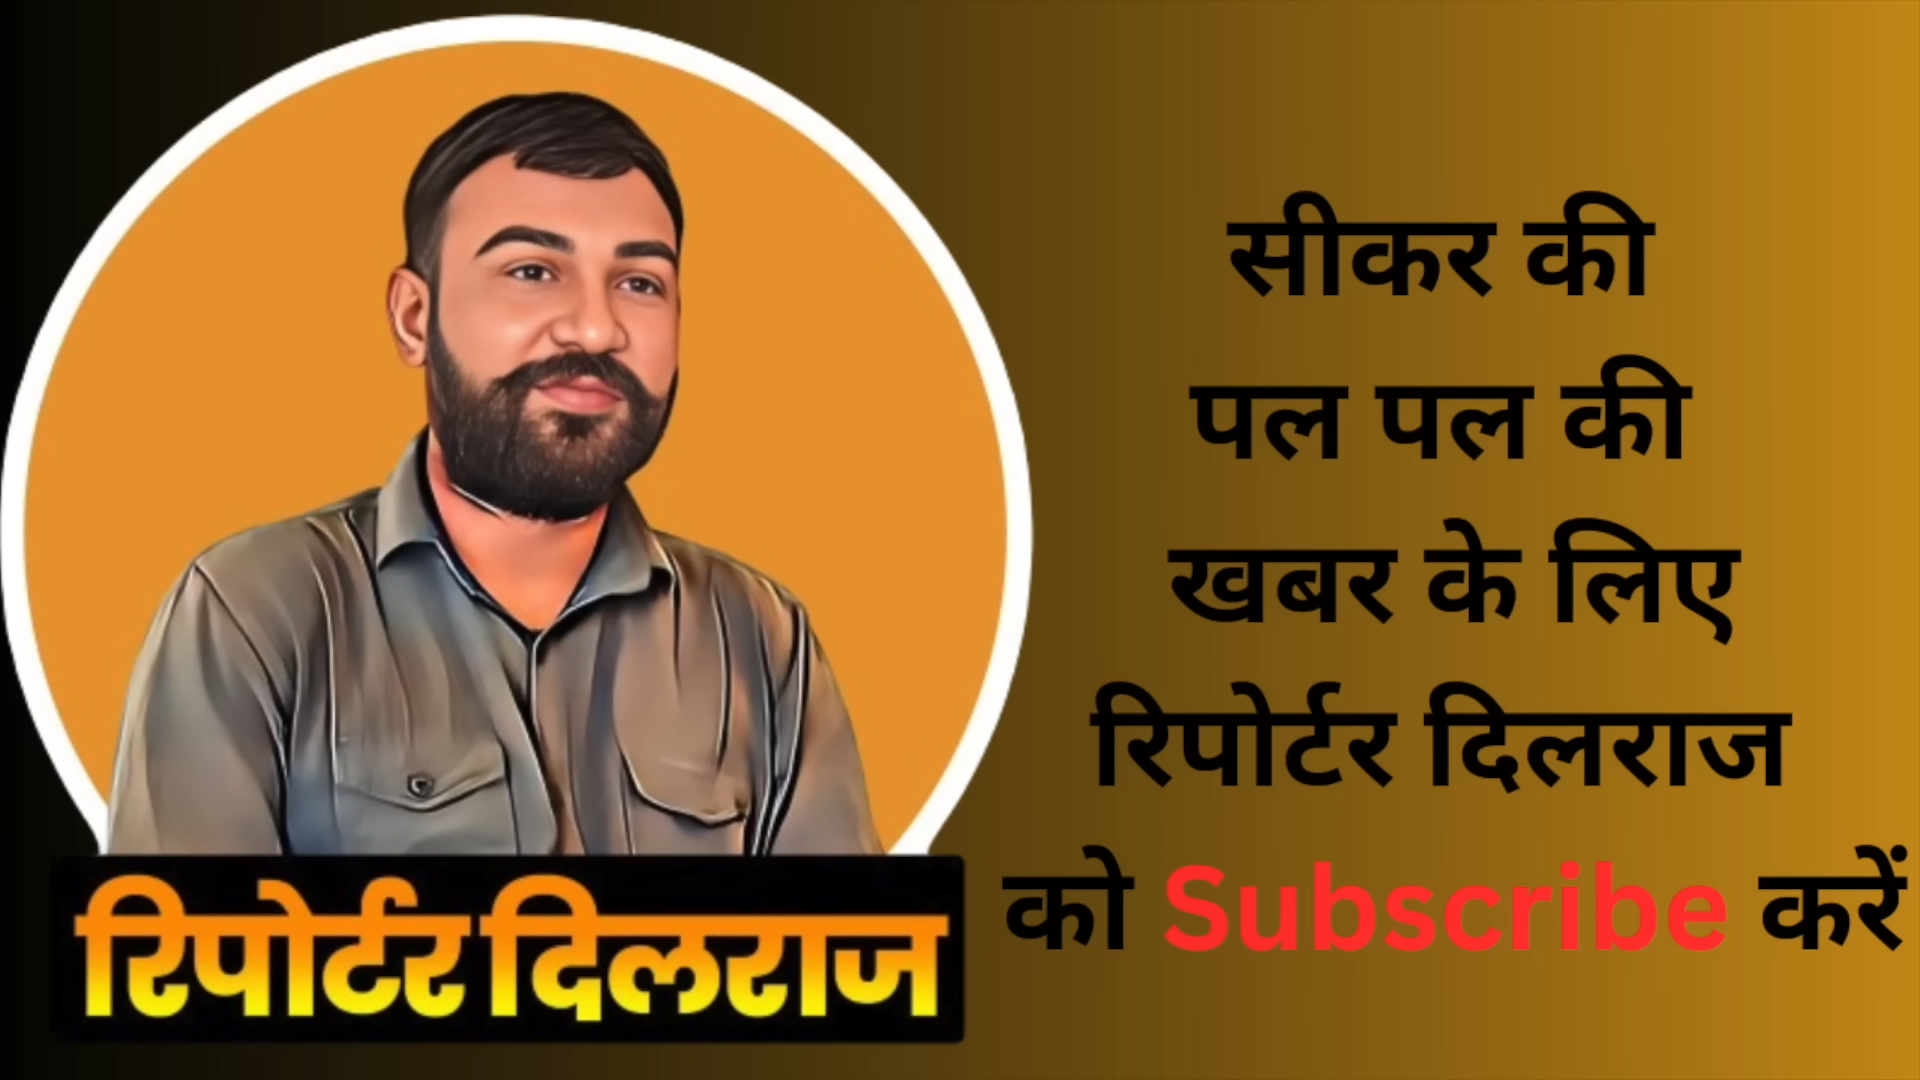 सीकर की
पल पल की
खबर के लिए
रिपोर्टर दिलराज
को Subscribe करें
रिपोर्टर दिलराज